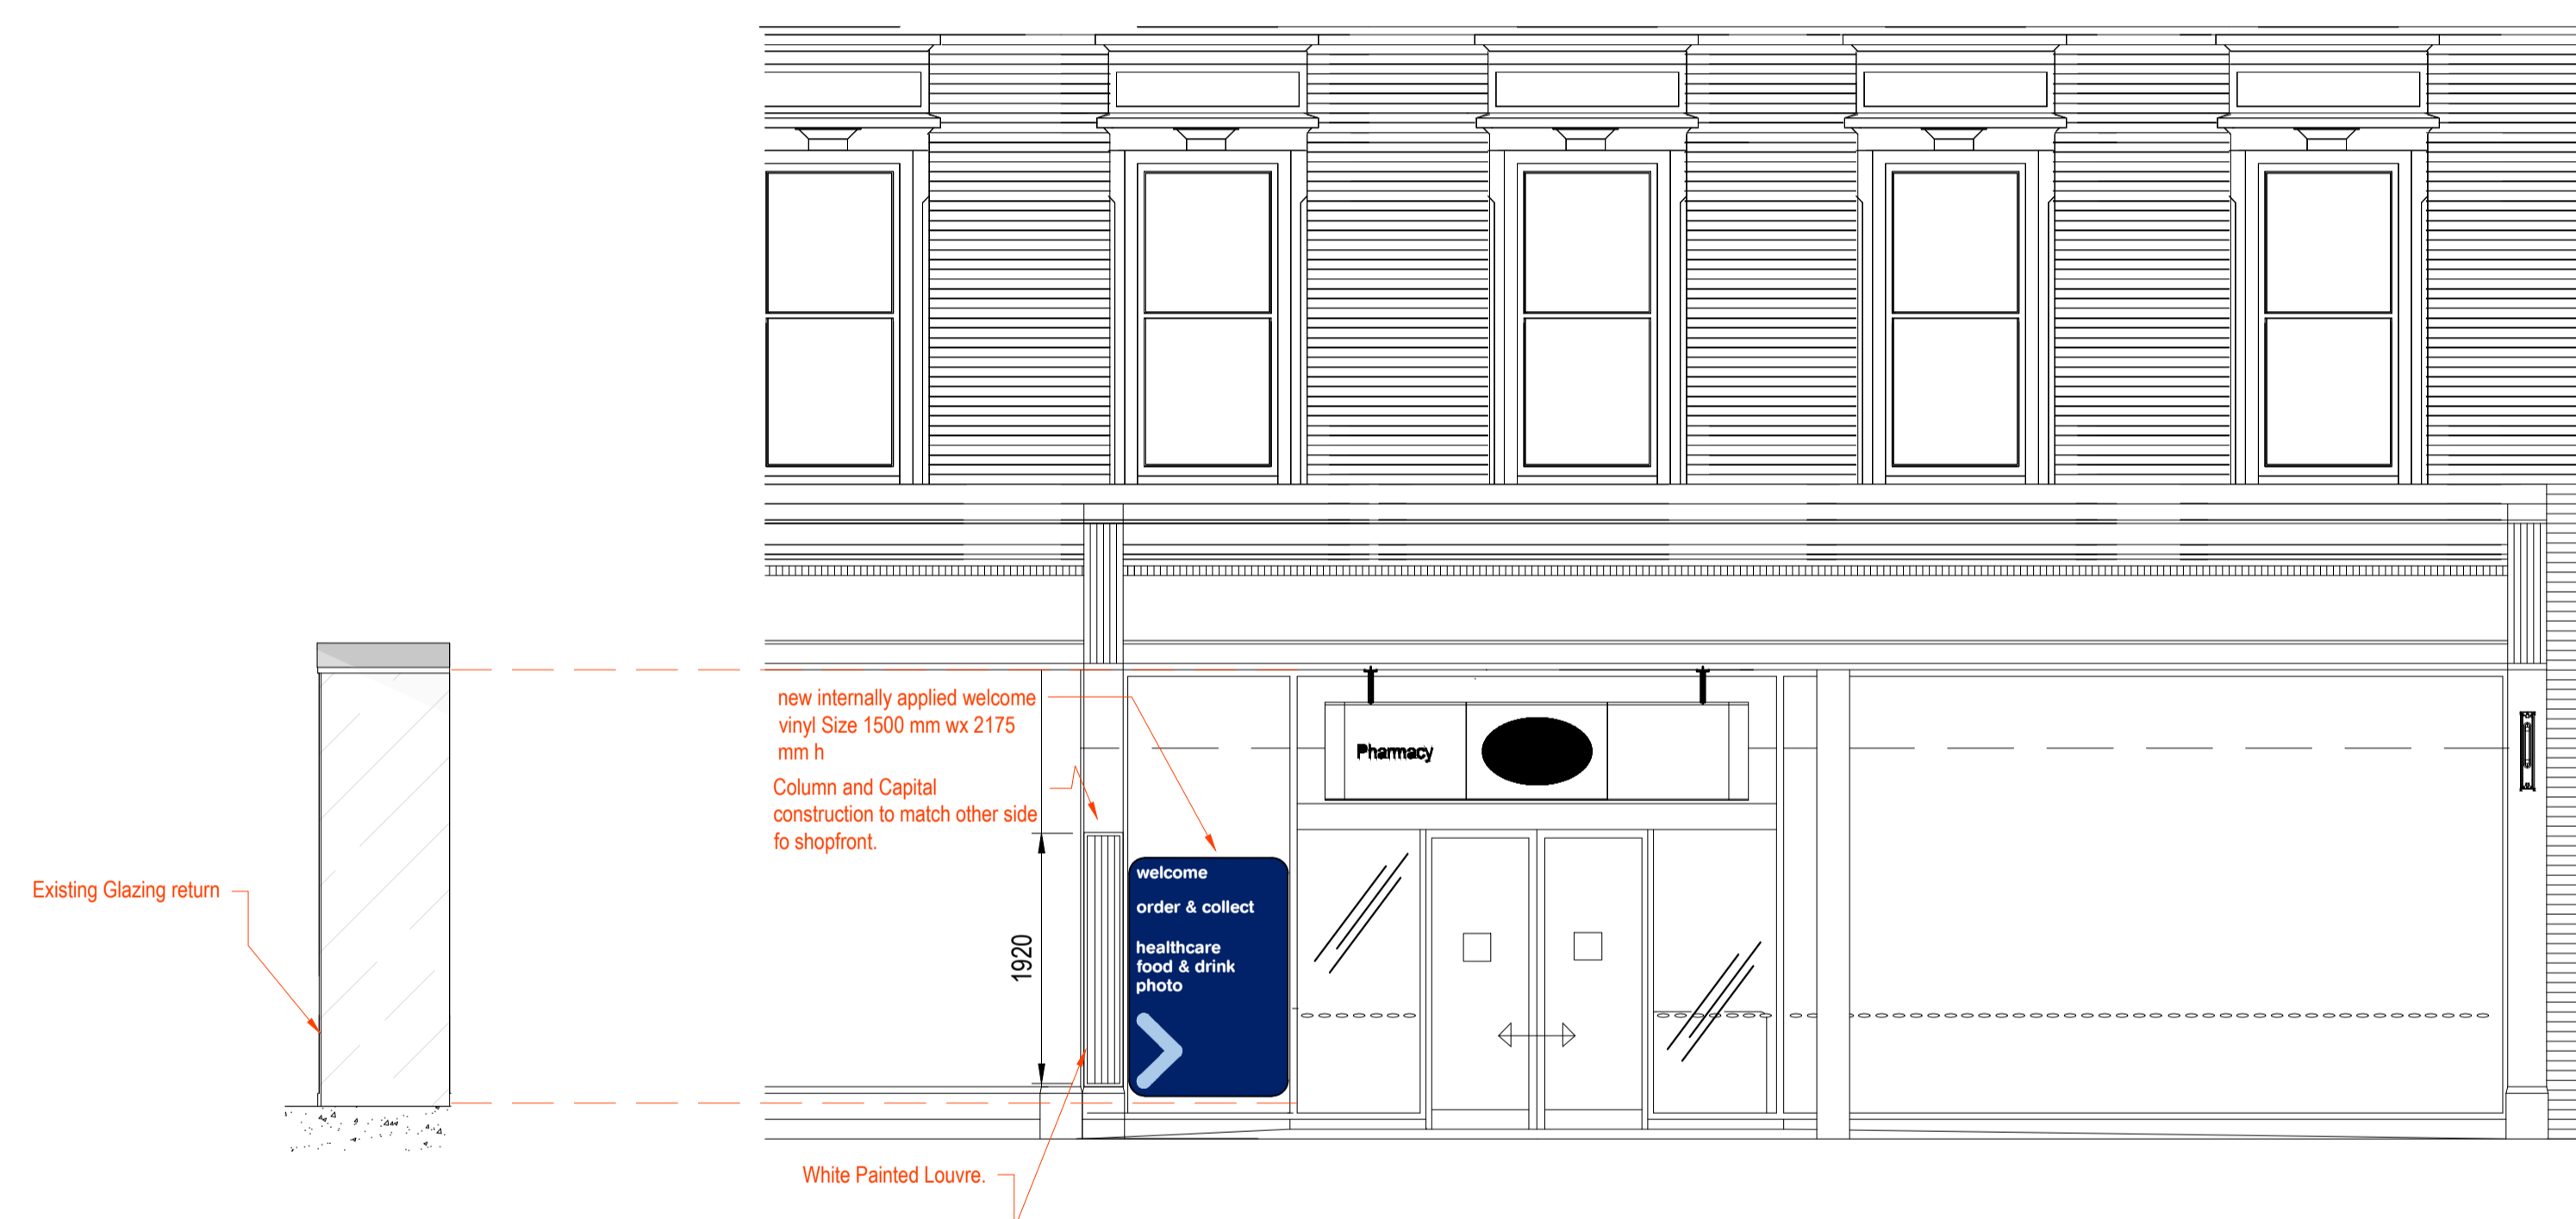 new internally applied welcome
vinyl Size 1500 mm wx 2175
mm h
Column and Capital
construction to match other side
fo shopfront.
Existing Glazing return
1920
White Painted Louvre.
Pharmacy
welcome
order & collect
healthcare
food & drink
photo